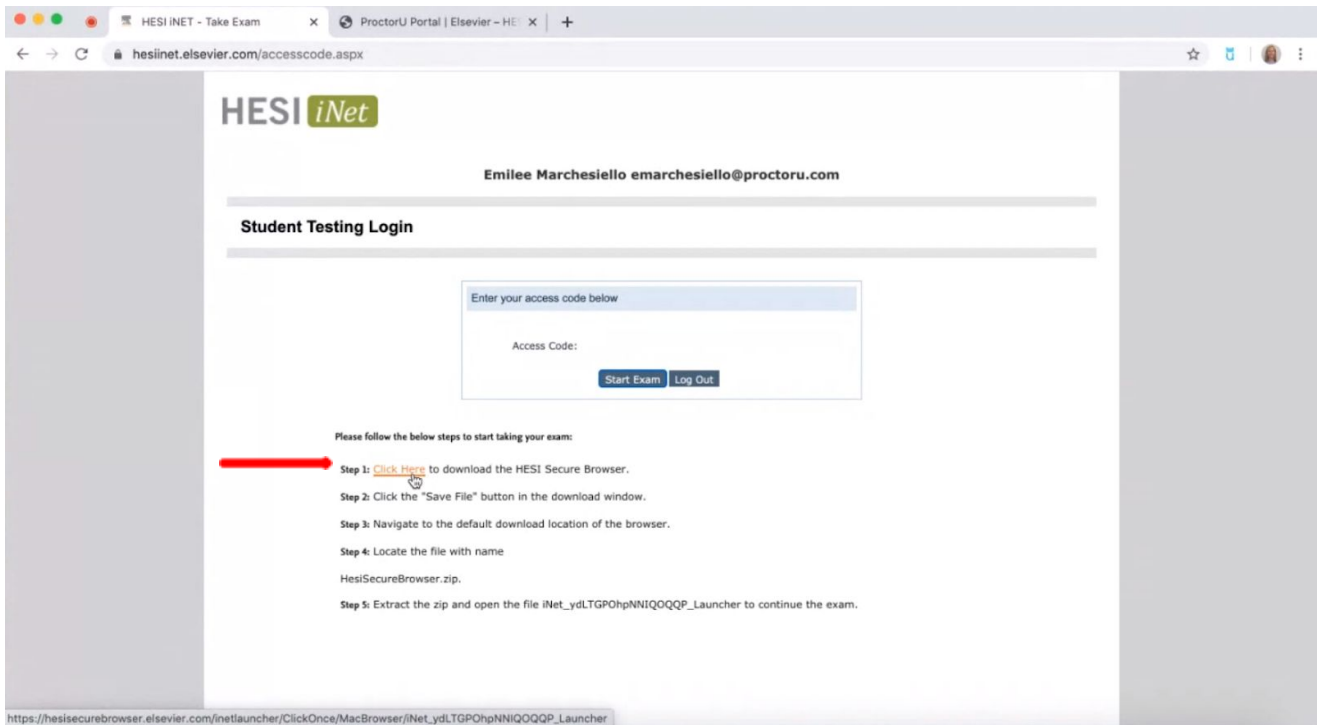 HESI iNET - Take Exam
ProctorU Portal | Elsevier – HE
hesiinet.elsevier.com/accesscode.aspx
HESI iNet
Emilee Marchesiello emarchesiello@proctoru.com
Student Testing Login
Enter your access code below
Access Code:
Start Exam Log Out
Please follow the below steps to start taking your exam:
Step 1: Click Here to download the HESI Secure Browser.
Step 2: Click the "Save File" button in the download window.
Step 3: Navigate to the default download location of the browser.
Step 4: Locate the file with name
HesiSecureBrowser.zip.
Step 5: Extract the zip and open the file iNet_ydLTGPOhpNNIQOQQP_Launcher to continue the exam.
https://hesisecurebrowser.elsevier.com/inetlauncher/ClickOnce/MacBrowser/iNet_ydLTGPOhpNNIQOQQP_Launcher